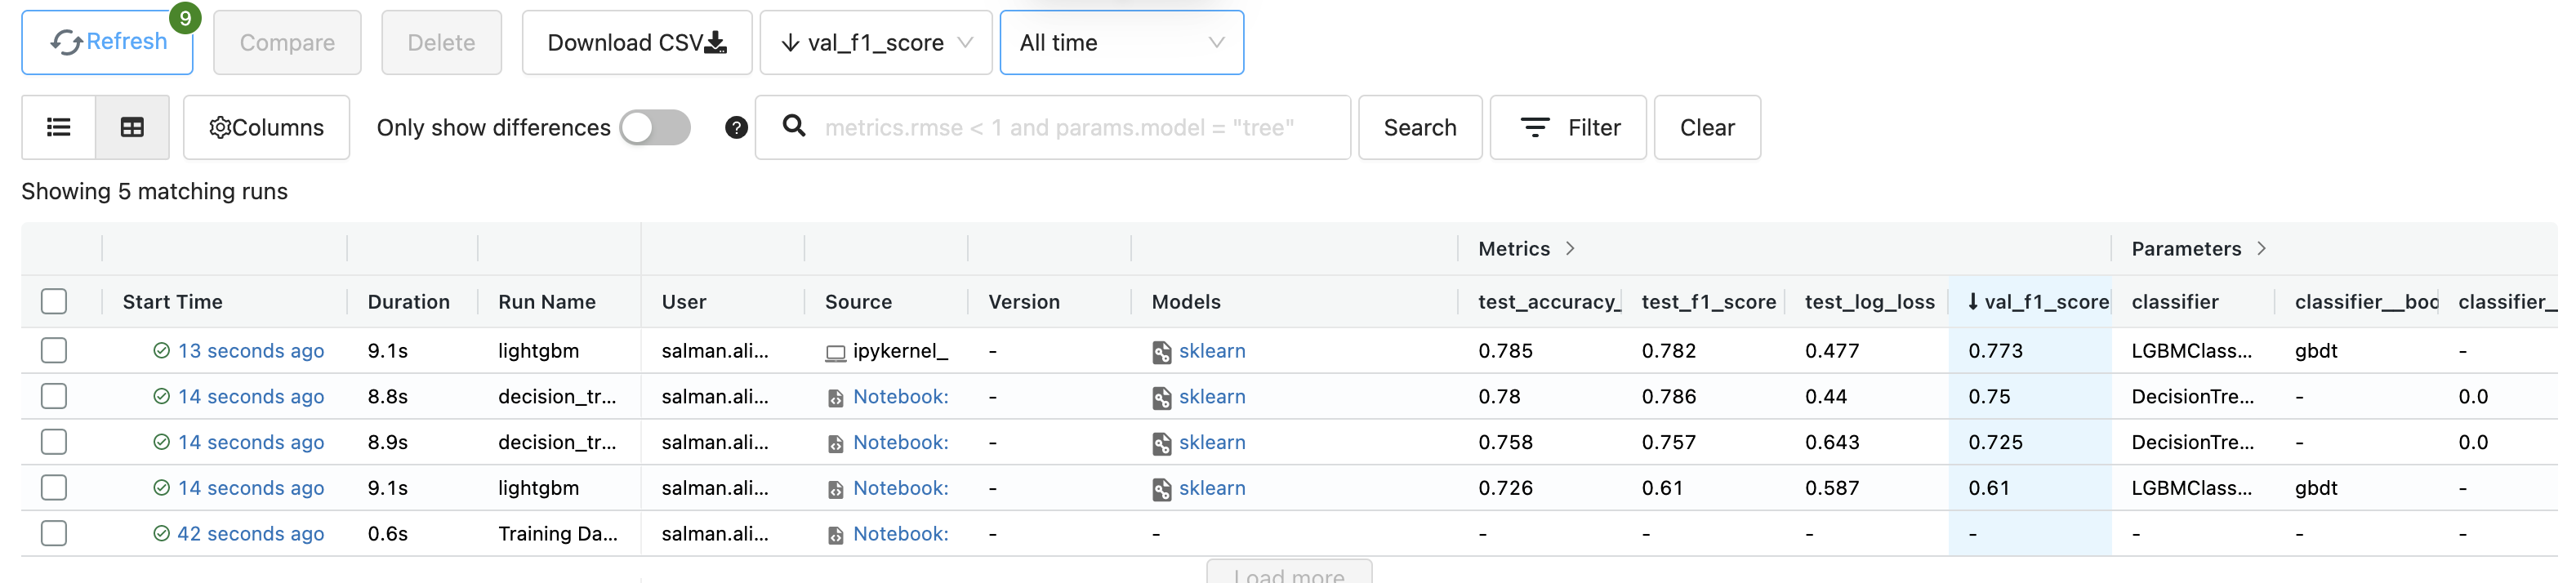 Refresh 9 Compare Delete Download CSV val_f1_score All time
Columns Only show differences ? metrics.rmse < 1 and params.model = "tree" Search Filter Clear
Showing 5 matching runs
Metrics Parameters
Start Time Duration Run Name User Source Version Models test_accuracy_ test_f1_score test_log_loss val_f1_score classifier classifier__boo classifier_
13 seconds ago 9.1s lightgbm salman.ali... ipykernel_ - sklearn 0.785 0.782 0.477 0.773 LGBMClass... gbdt -
14 seconds ago 8.8s decision_tr... salman.ali... Notebook: - sklearn 0.78 0.786 0.44 0.75 DecisionTre... - 0.0
14 seconds ago 8.9s decision_tr... salman.ali... Notebook: - sklearn 0.758 0.757 0.643 0.725 DecisionTre... - 0.0
14 seconds ago 9.1s lightgbm salman.ali... Notebook: - sklearn 0.726 0.61 0.587 0.61 LGBMClass... gbdt -
42 seconds ago 0.6s Training Da... salman.ali... Notebook: - - - - - - - - -
Load more